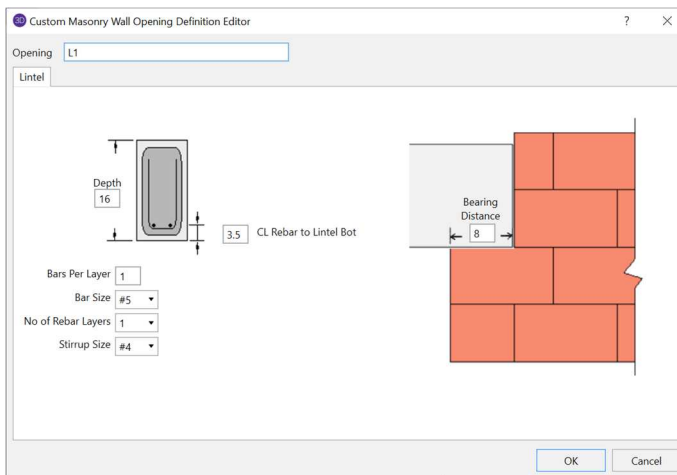 3D Custom Masonry Wall Opening Definition Editor ? ×
Opening L1
Lintel
Depth
16
3.5 CL Rebar to Lintel Bot
Bearing
Distance
8
Bars Per Layer 1
Bar Size #5
No of Rebar Layers 1
Stirrup Size #4
OK Cancel